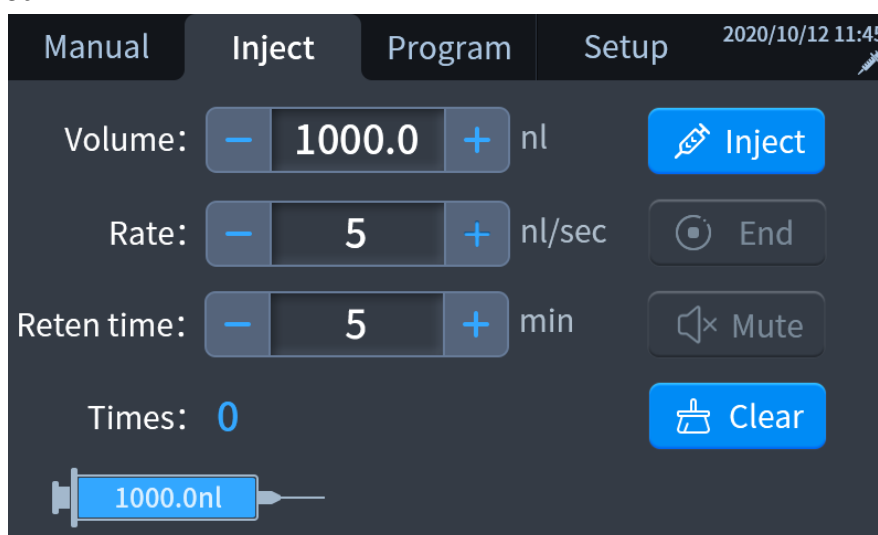 Manual Inject Program Setup 2020/10/12 11:45
Volume: − 1000.0 + nl Inject
Rate: − 5 + nl/sec End
Reten time: − 5 + min Mute
Times: 0 Clear
1000.0nl